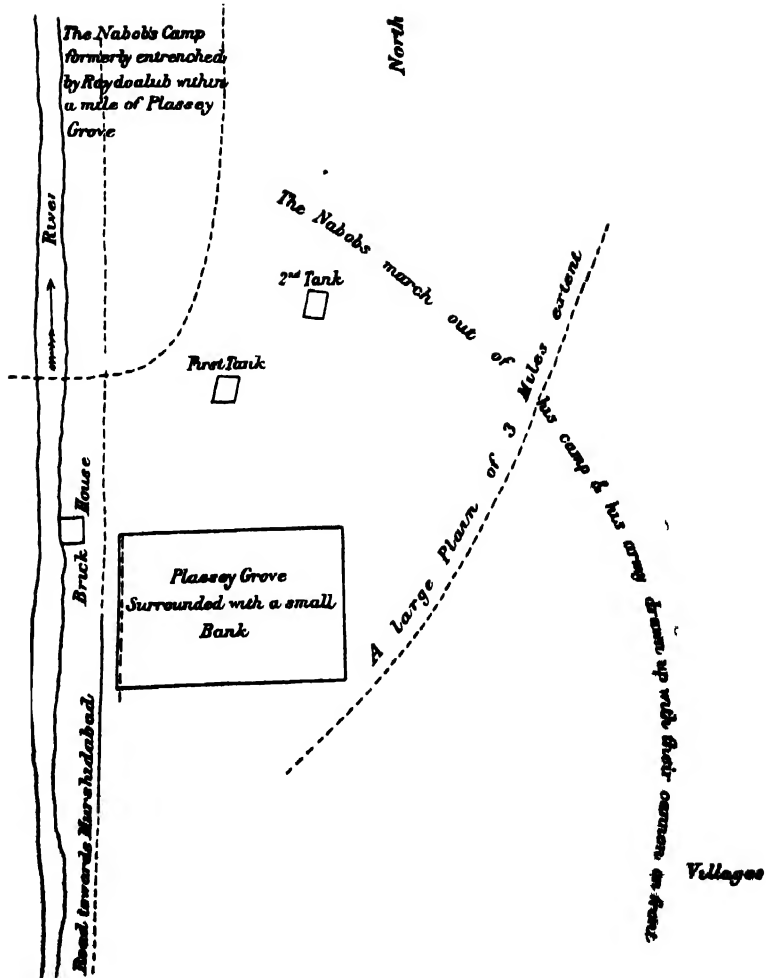 The Nabob's Camp
formerly entrenched
by Roydoalub within
a mile of Plassey
Grove
North
River
The Nabobs march out of his camp & his army drawn up with their cannon in front
2nd Tank
First Tank
A large Plain of 3 Miles extent
Brick House
Plassey Grove
Surrounded with a small
Bank
Road towards Murshidabad
Villages